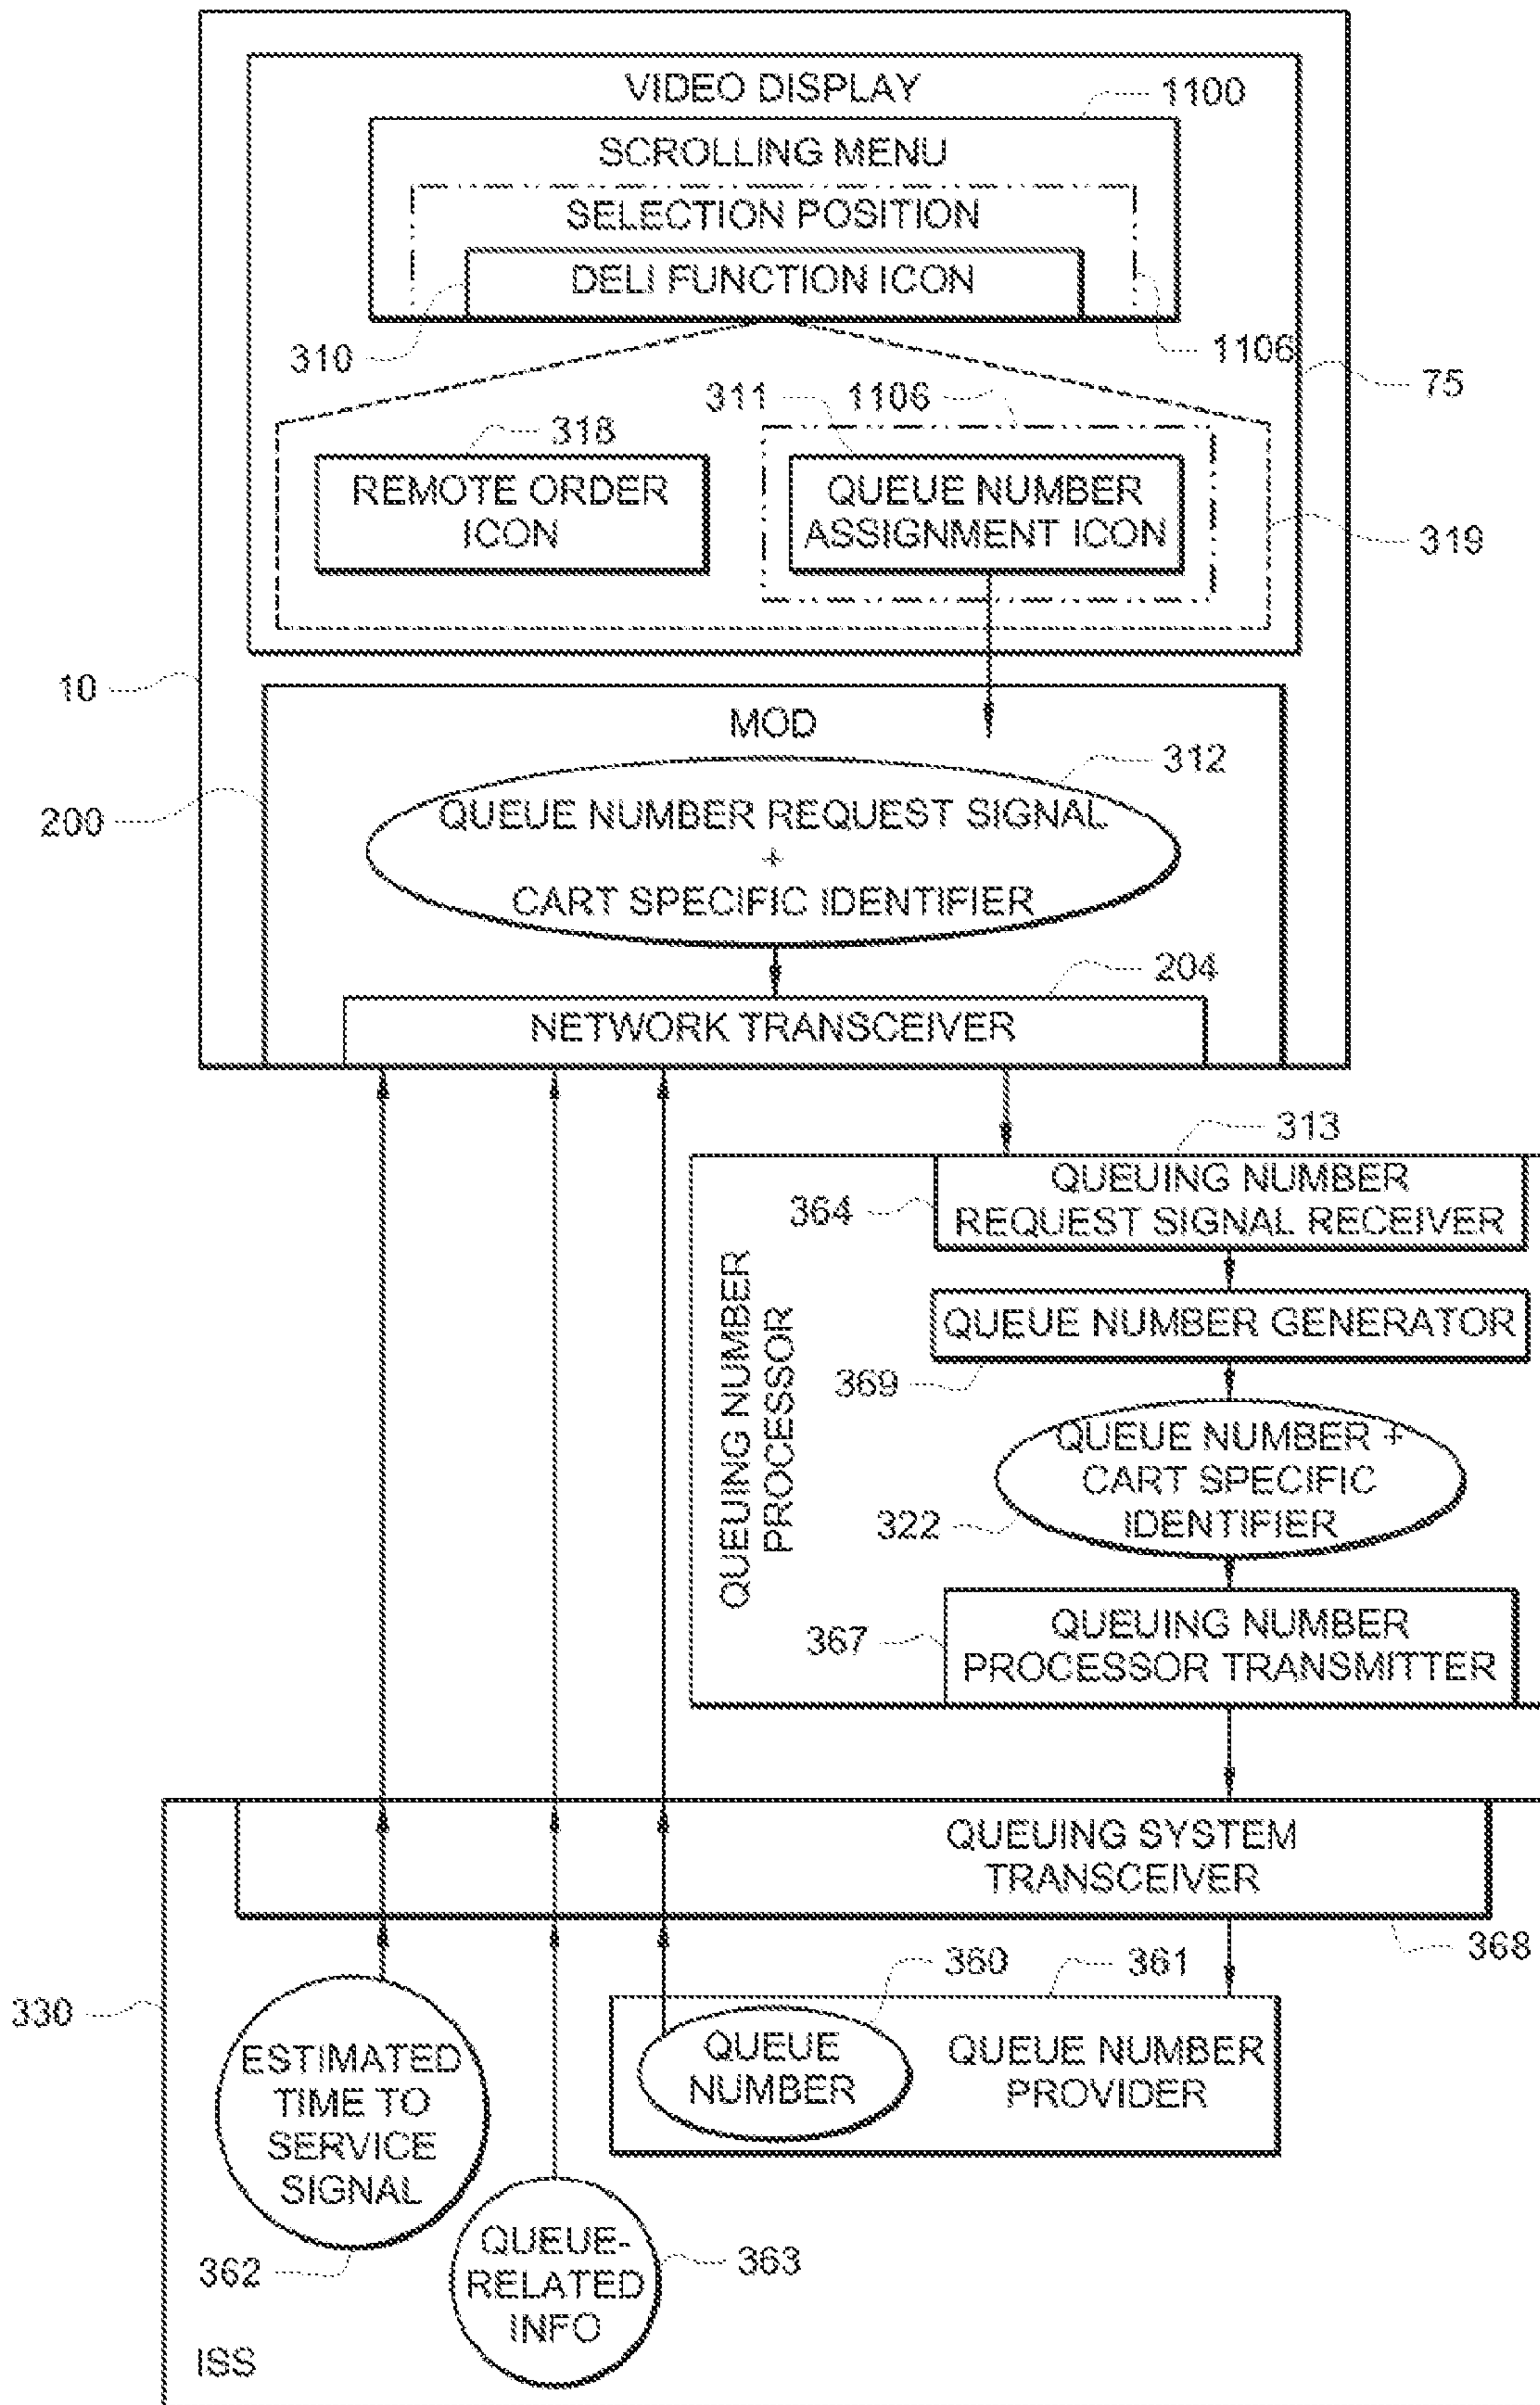 VIDEO DISPLAY
1100
SCROLLING MENU
SELECTION POSITION
DELI FUNCTION ICON
310
1106
75
311
1106
318
REMOTE ORDER
ICON
QUEUE NUMBER
ASSIGNMENT ICON
319
10
MOD
312
200
QUEUE NUMBER REQUEST SIGNAL
+
CART SPECIFIC IDENTIFIER
204
NETWORK TRANSCEIVER
313
364
QUEUING NUMBER
REQUEST SIGNAL RECEIVER
QUEUING NUMBER
PROCESSOR
QUEUE NUMBER GENERATOR
369
QUEUE NUMBER +
CART SPECIFIC
IDENTIFIER
322
367
QUEUING NUMBER
PROCESSOR TRANSMITTER
QUEUING SYSTEM
TRANSCEIVER
368
360
361
330
ESTIMATED
TIME TO
SERVICE
SIGNAL
QUEUE
NUMBER
QUEUE NUMBER
PROVIDER
362
QUEUE-
RELATED
INFO
363
ISS